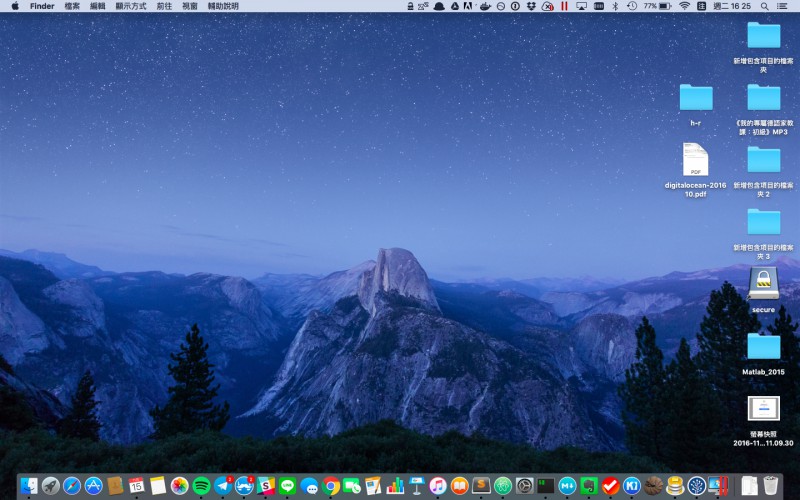 Finder 檔案 編輯 顯示方式 前往 視窗 輔助說明
77% 週二 16 25
新增包含項目的檔案
夾
h-r
《我的專屬德語家教
課:初級》MP3
PDF
digitalocean-2016
10.pdf
新增包含項目的檔案
夾 2
新增包含項目的檔案
夾 3
secure
Matlab_2015
螢幕快照
2016-11...11.09.30
15